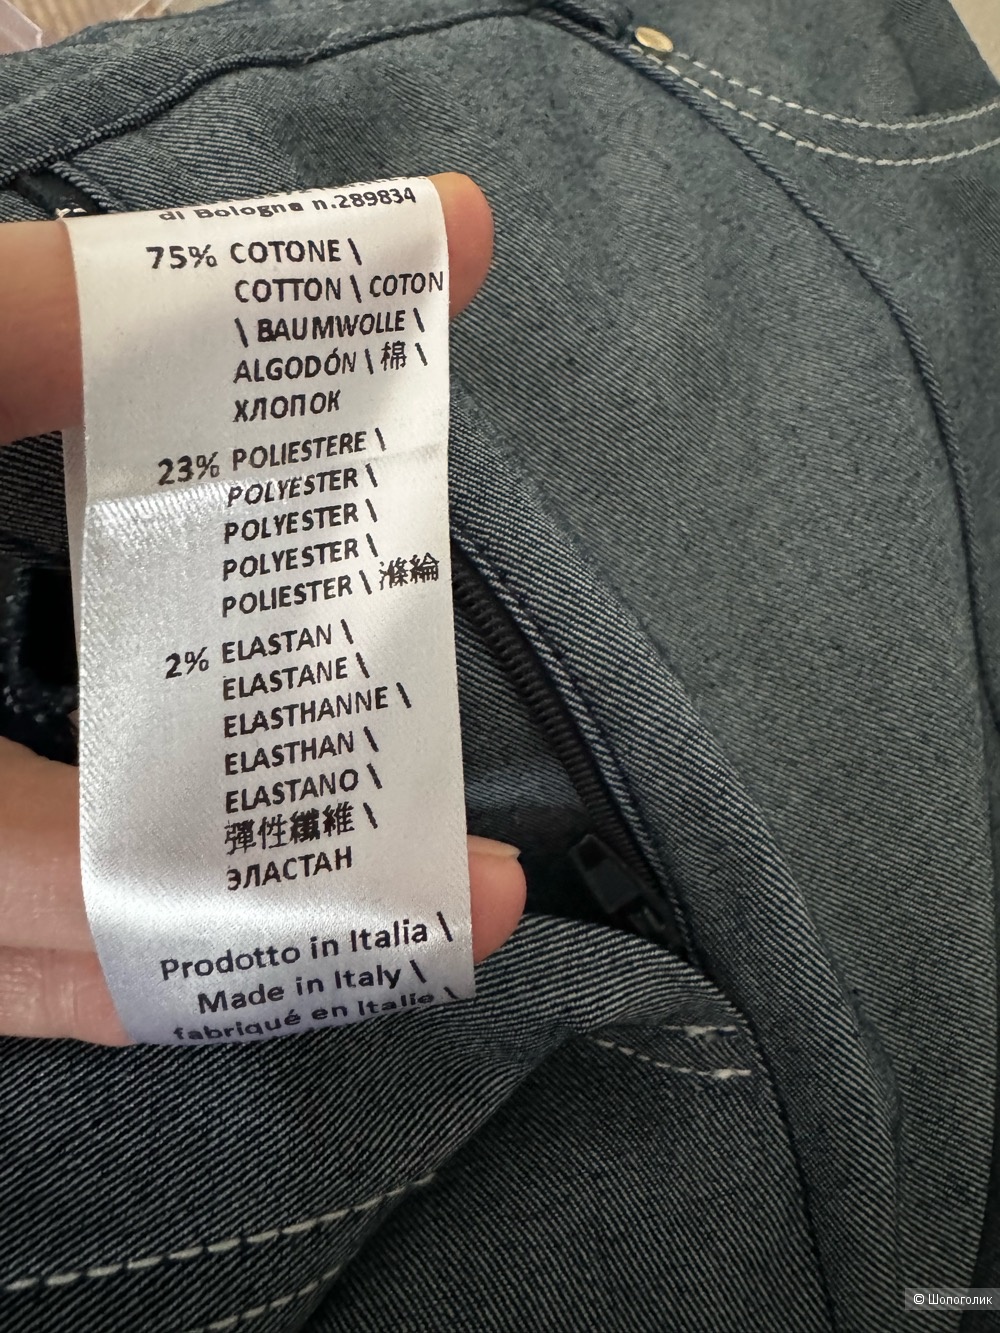 di Bologna n.289834
75% COTONE \
COTTON \ COTON
\ BAUMWOLLE \
ALGODÓN \ 棉 \
ХЛОПОК
23% POLIESTERE \
POLYESTER \
POLYESTER \
POLYESTER \
POLIESTER \ 滌綸
2% ELASTAN \
ELASTANE \
ELASTHANNE \
ELASTHAN \
ELASTANO \
彈性纖維 \
ЭЛАСТАН
Prodotto in Italia \
Made in Italy \
fabriqué en Italie \
© Шопоголик